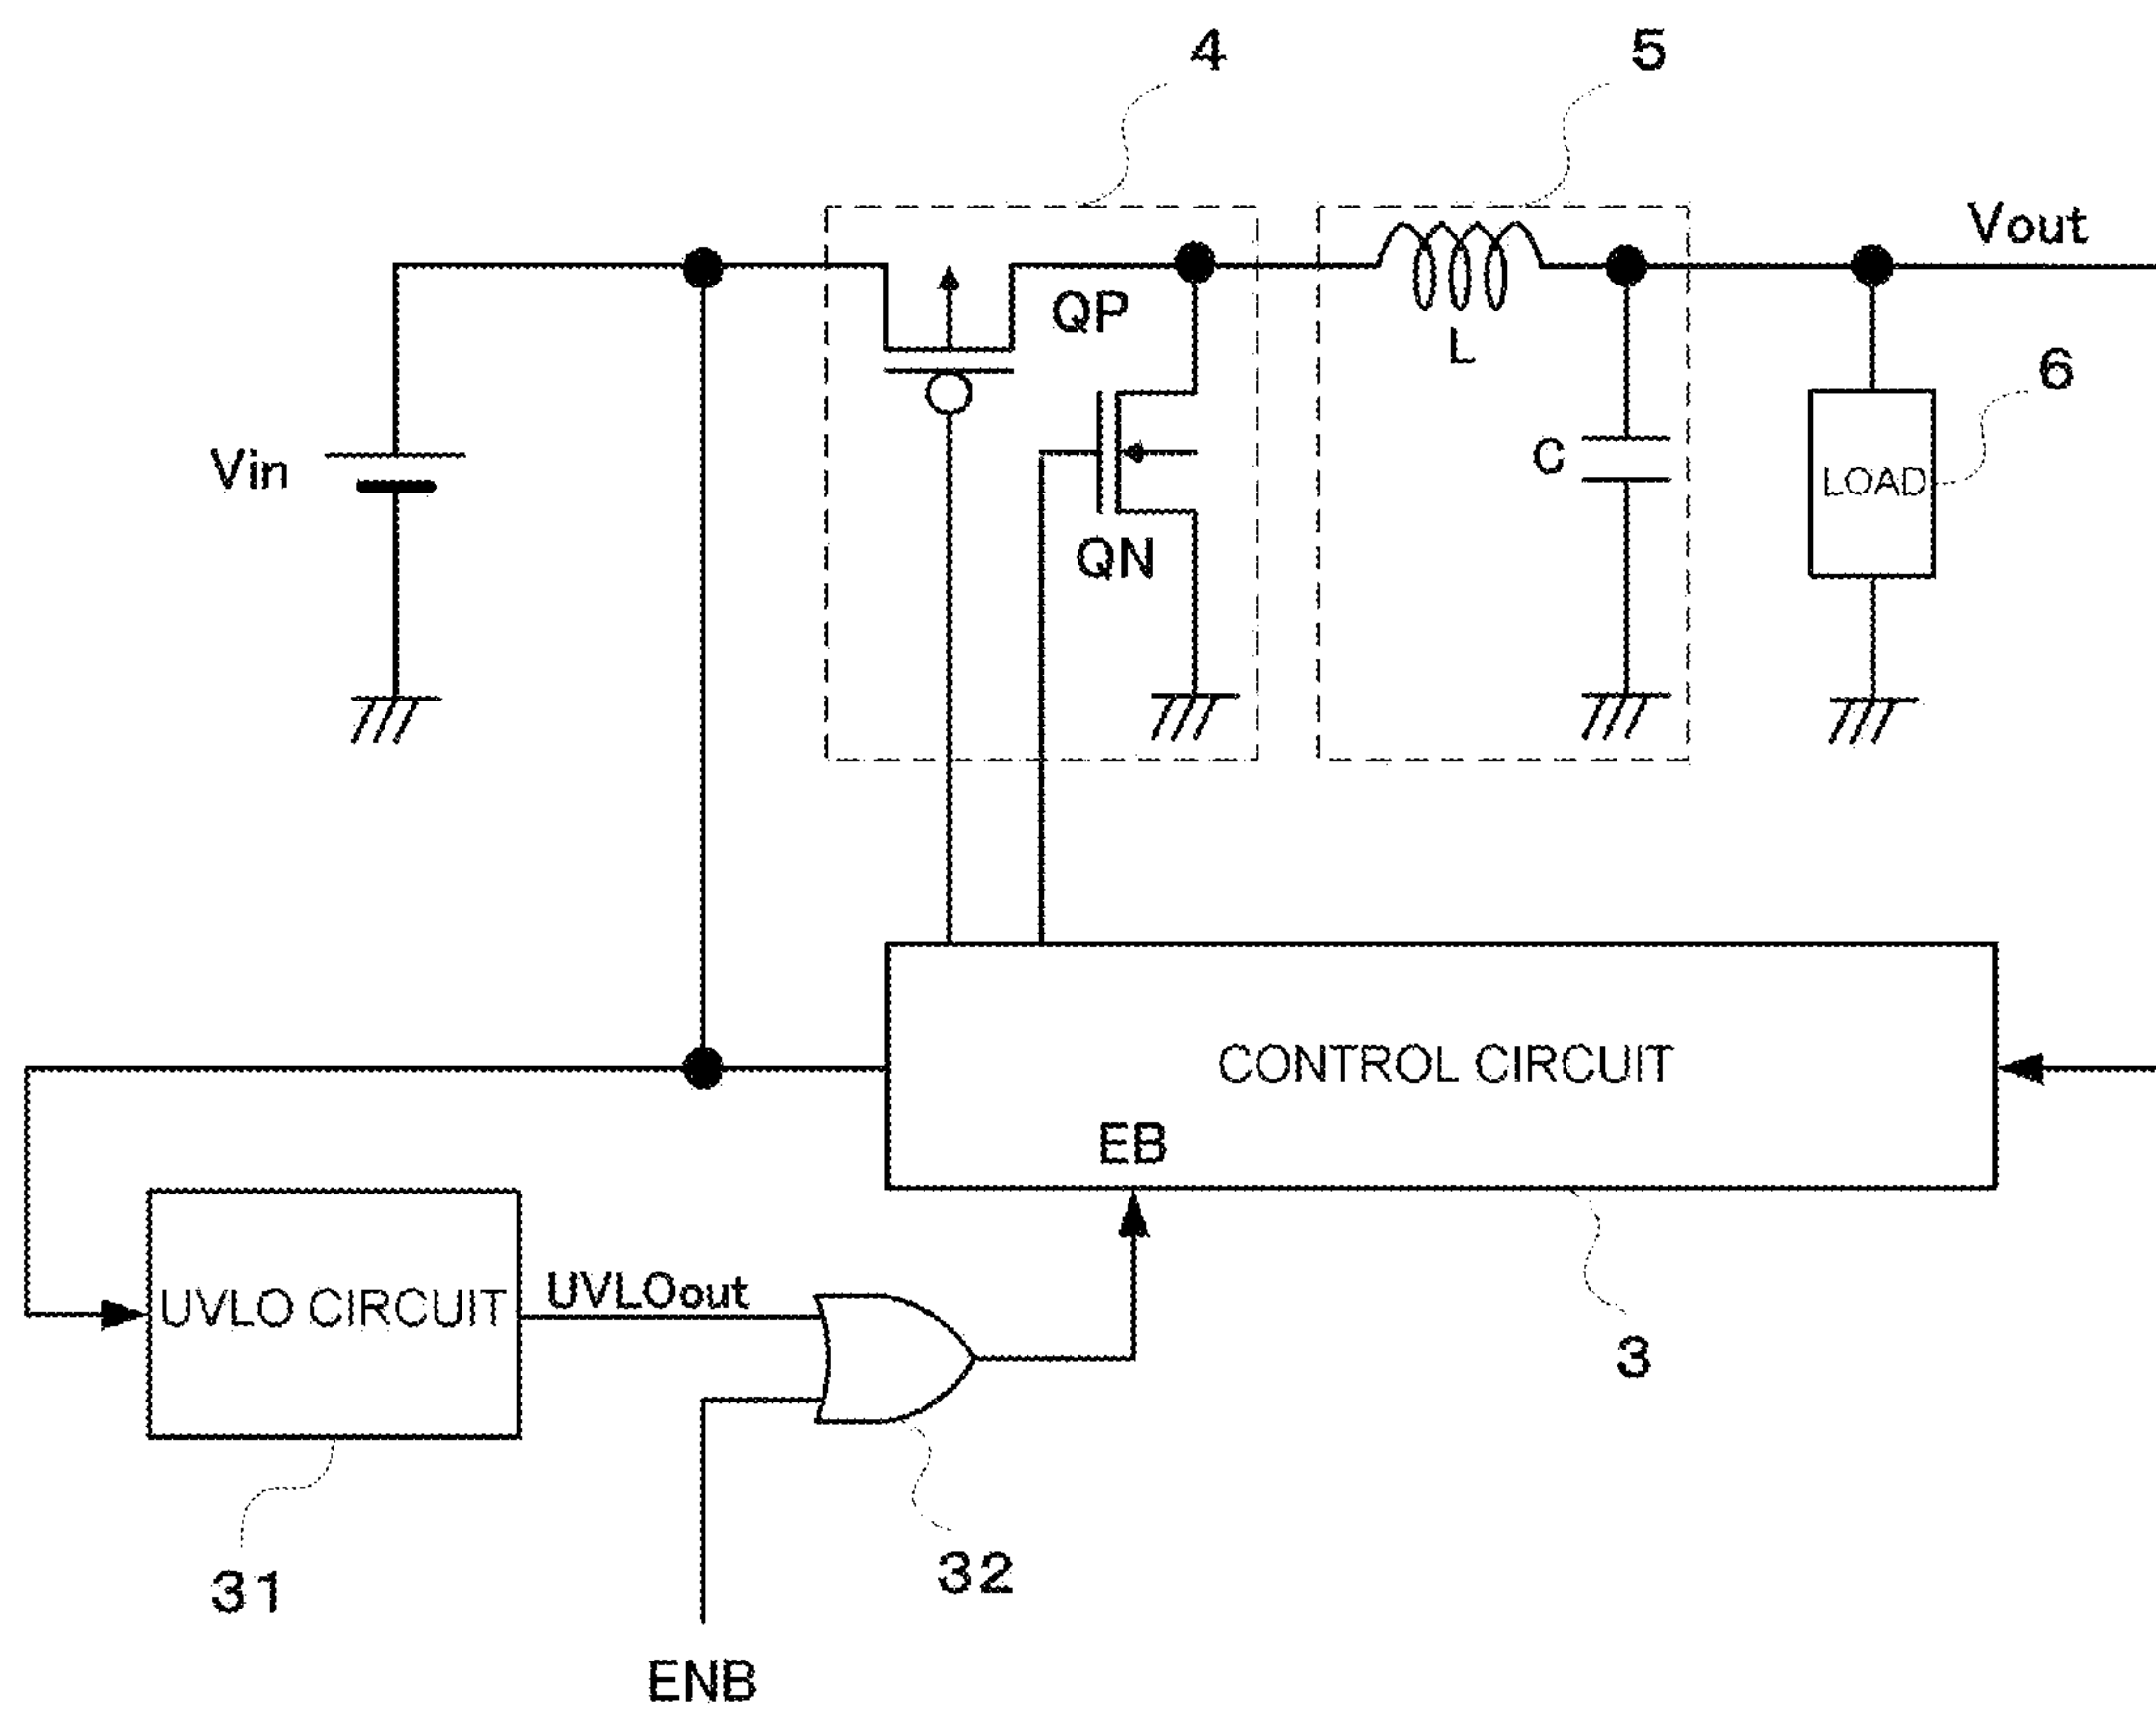 4
5
Vout
QP
L
6
Vin
C
LOAD
QN
CONTROL CIRCUIT
EB
UVLO CIRCUIT
UVLOout
3
32
31
ENB